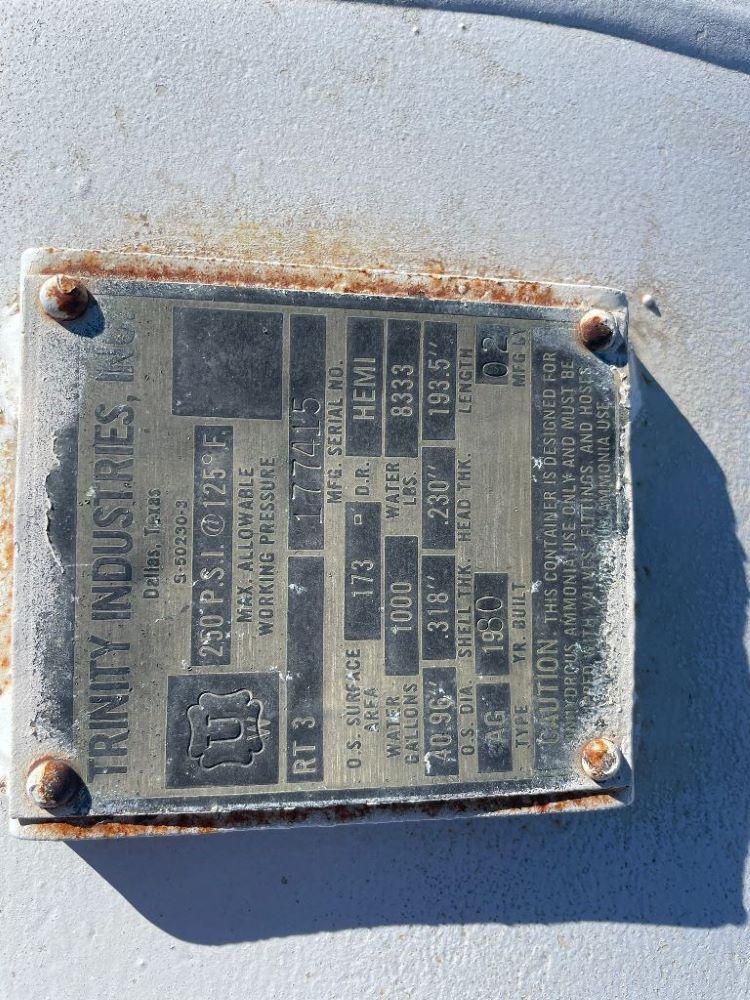 TRINITY INDUSTRIES, INC.
Dallas, Texas
S-50230-3
U
W
250 P.S.I. @ 125° F.
MAX. ALLOWABLE
WORKING PRESSURE
RT 3
177415
MFG. SERIAL NO.
O.S. SURFACE AREA 173 D.R. HEMI
WATER GALLONS 1000 WATER LBS. 8333
40.96" .318" .230" 193.5"
O.S. DIA. SHELL THK. HEAD THK. LENGTH
AG 1980 02
TYPE YR. BUILT MFG BY
CAUTION - THIS CONTAINER IS DESIGNED FOR
ANHYDROUS AMMONIA USE ONLY AND MUST BE
WITH VALVES, FITTINGS, AND HOSES
AMMONIA USE